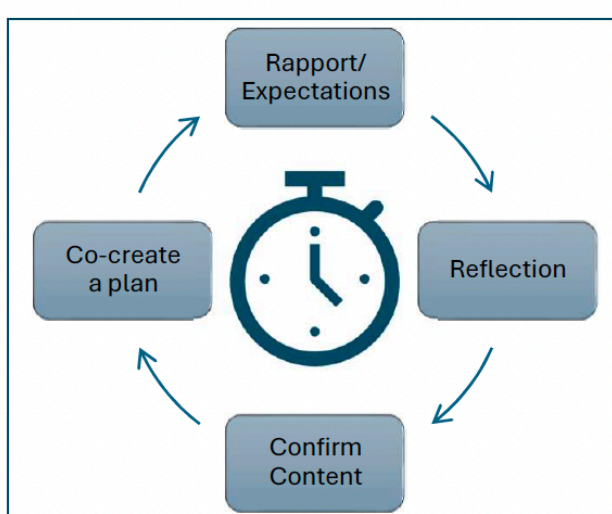 Rapport/
Expectations
Reflection
Confirm
Content
Co-create
a plan